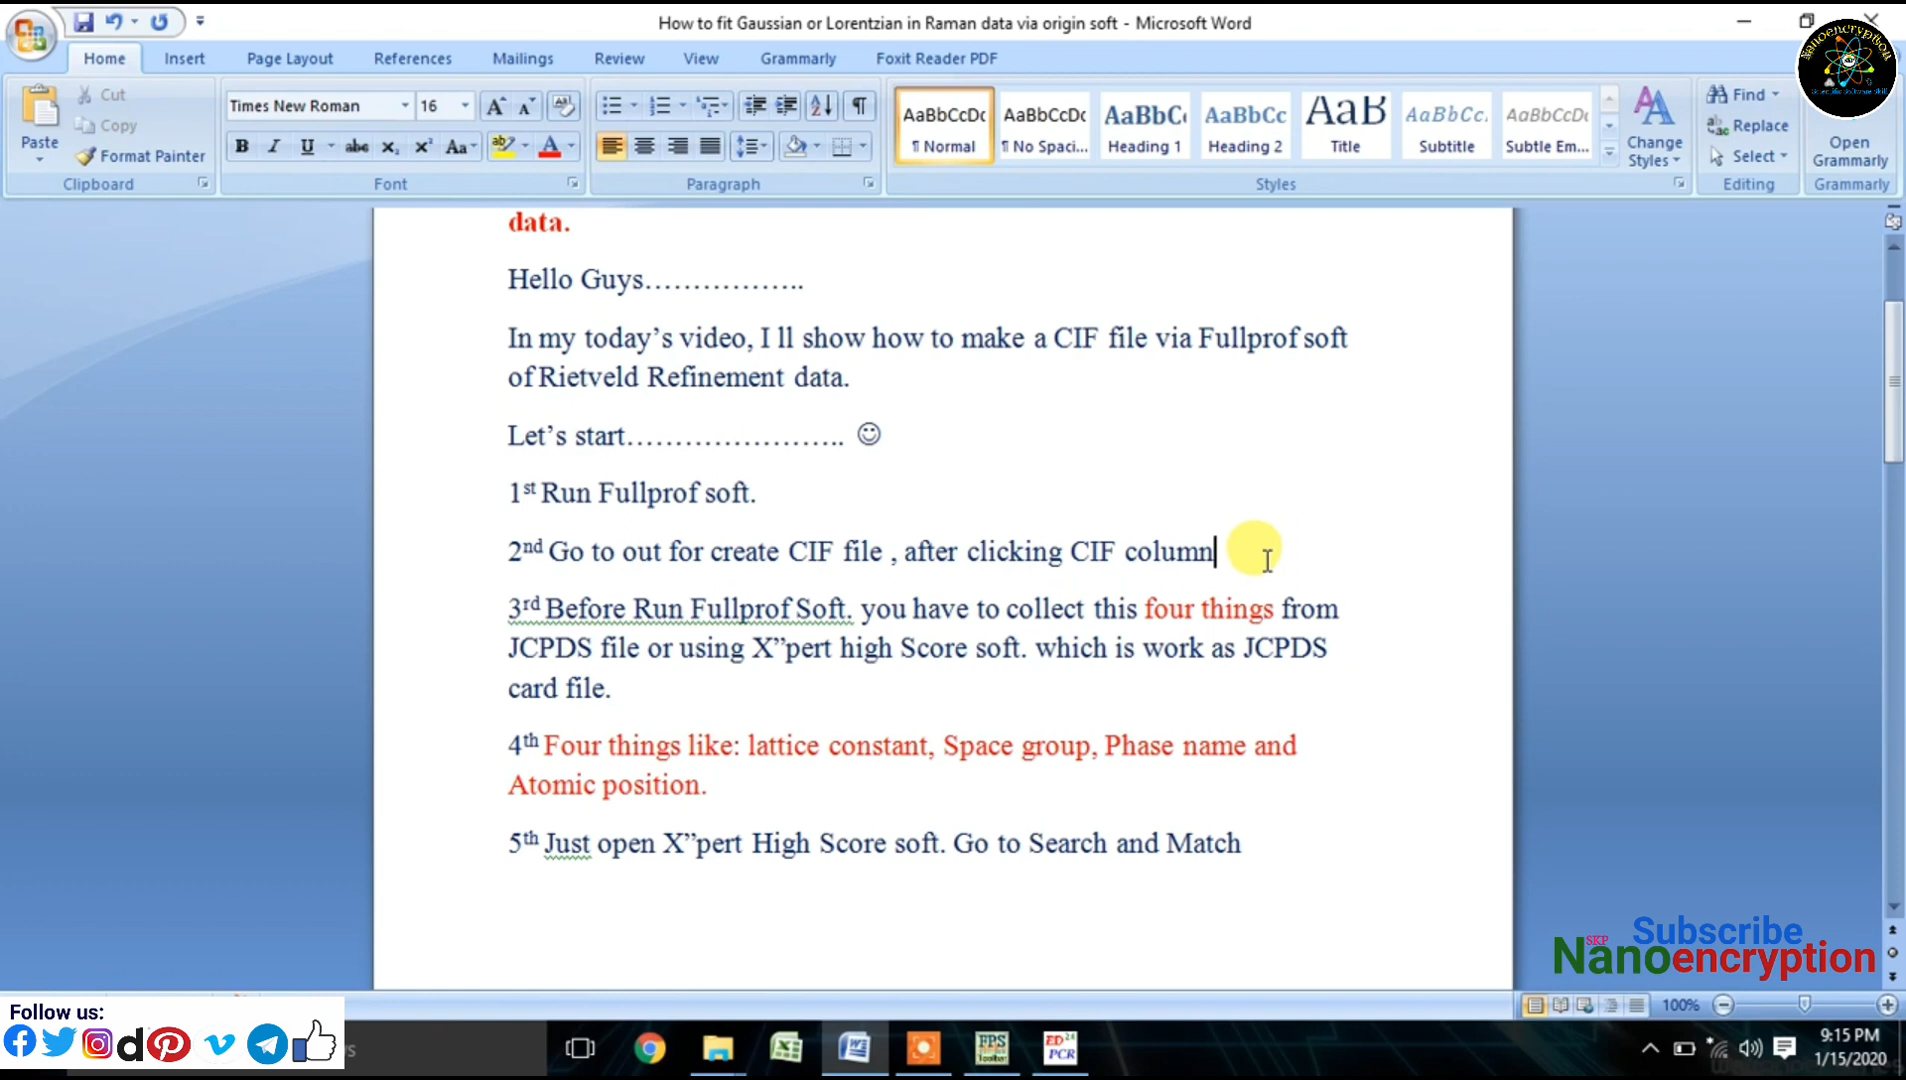 How to fit Gaussian or Lorentzian in Raman data via origin soft - Microsoft Word
Home Insert Page Layout References Mailings Review View Grammarly Foxit Reader PDF
Paste
Cut
Copy
Format Painter
Clipboard
Times New Roman 16
Font
Paragraph
AaBbCcDc AaBbCcDc AaBbC AaBbCc AaB AaBbCc. AaBbCcDc
¶ Normal ¶ No Spaci... Heading 1 Heading 2 Title Subtitle Subtle Em...
Change Styles
Styles
Find
Replace
Select
Editing
Open Grammarly
Grammarly
Nanoencryption
data.
Hello Guys……………..
In my today’s video, I ll show how to make a CIF file via Fullprof soft
of Rietveld Refinement data.
Let’s start………………….. ☺
1st Run Fullprof soft.
2nd Go to out for create CIF file , after clicking CIF column
3rd Before Run Fullprof Soft. you have to collect this four things from
JCPDS file or using X”pert high Score soft. which is work as JCPDS
card file.
4th Four things like: lattice constant, Space group, Phase name and
Atomic position.
5th Just open X”pert High Score soft. Go to Search and Match
Subscribe
SKP
Nanoencryption
Follow us:
100%
FPS
Toolbar
ED
PCR
9:15 PM
1/15/2020